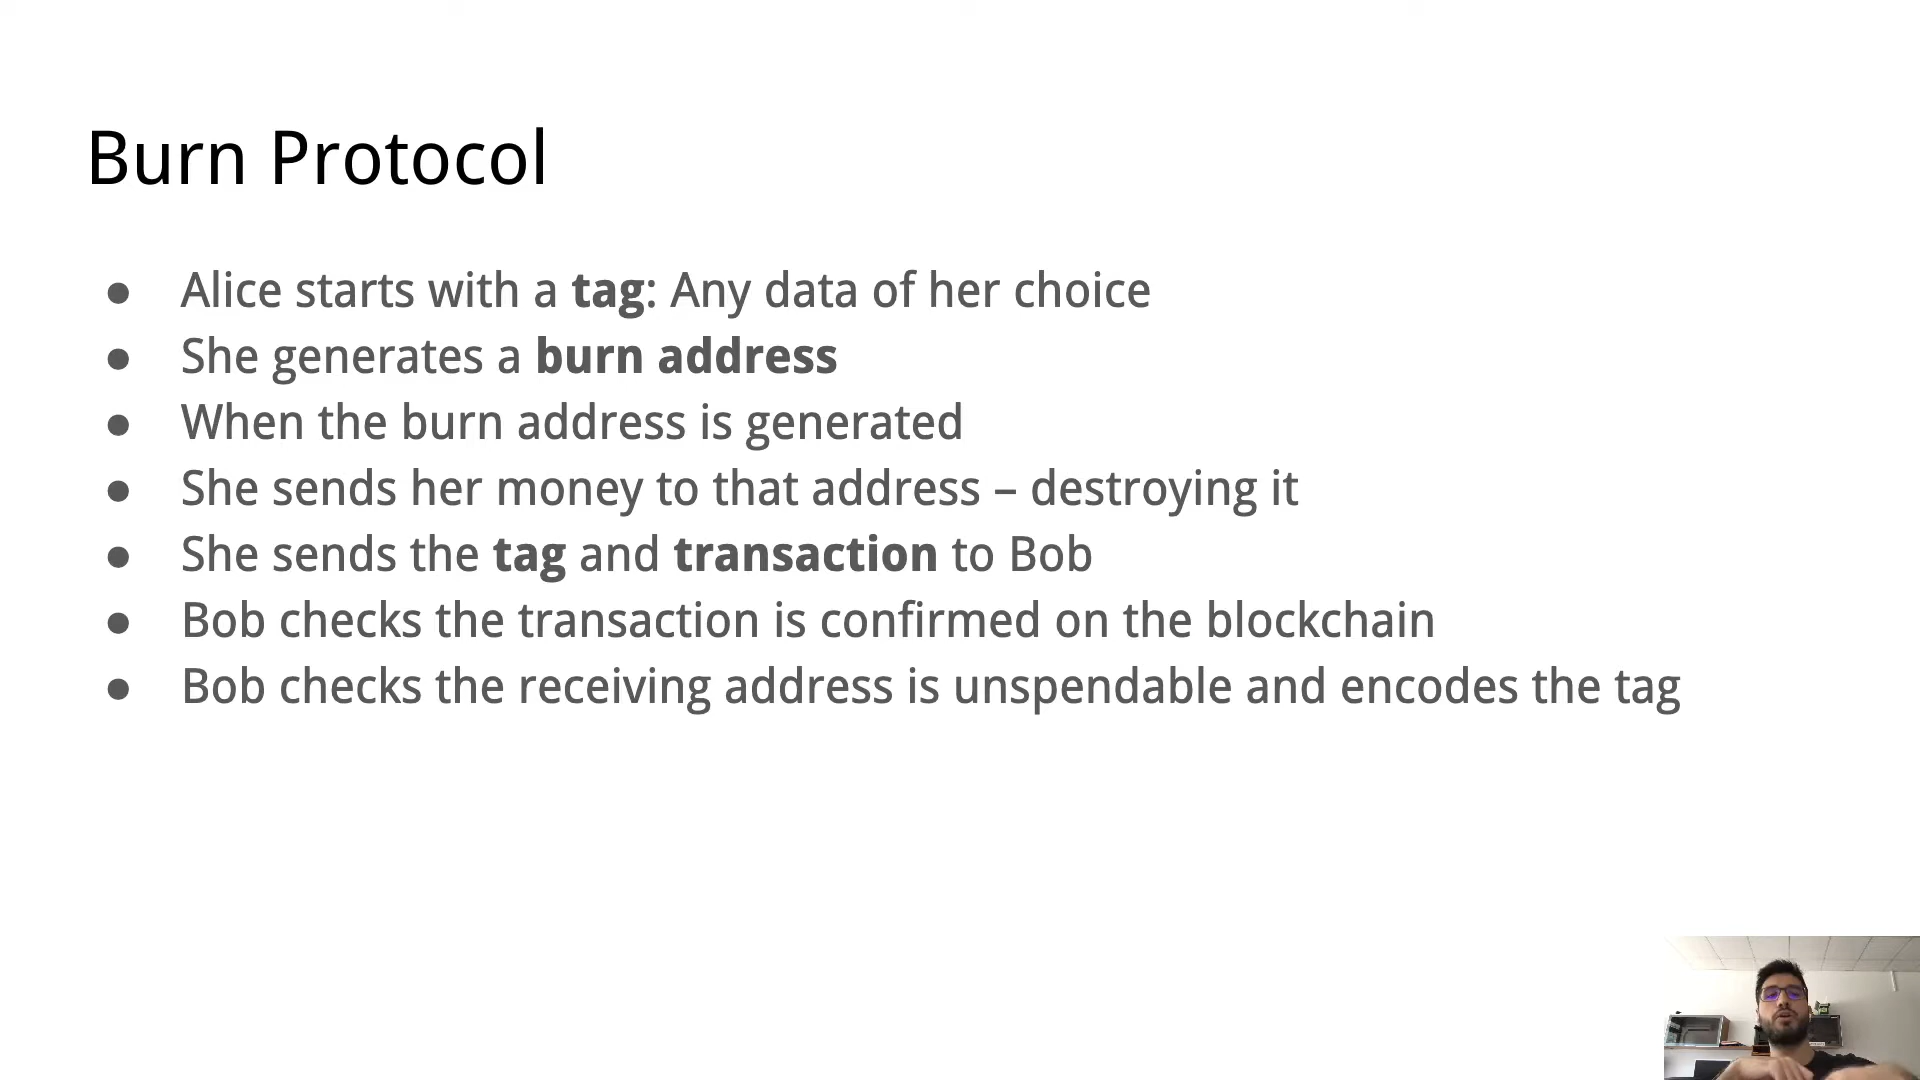 Burn Protocol
● Alice starts with a tag: Any data of her choice
● She generates a burn address
● When the burn address is generated
● She sends her money to that address – destroying it
● She sends the tag and transaction to Bob
● Bob checks the transaction is confirmed on the blockchain
● Bob checks the receiving address is unspendable and encodes the tag